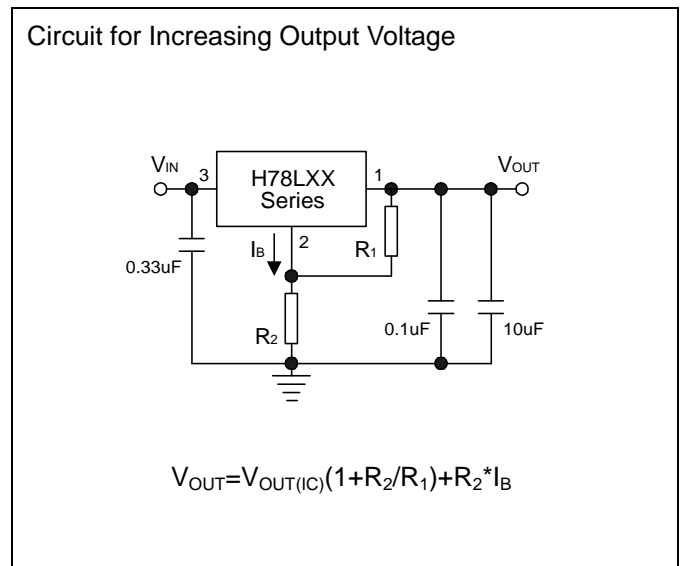 Circuit for Increasing Output Voltage
VIN
3
H78LXX
Series
1
VOUT
IB
2
R1
0.33uF
R2
0.1uF
10uF
VOUT=VOUT(IC)(1+R2/R1)+R2*IB